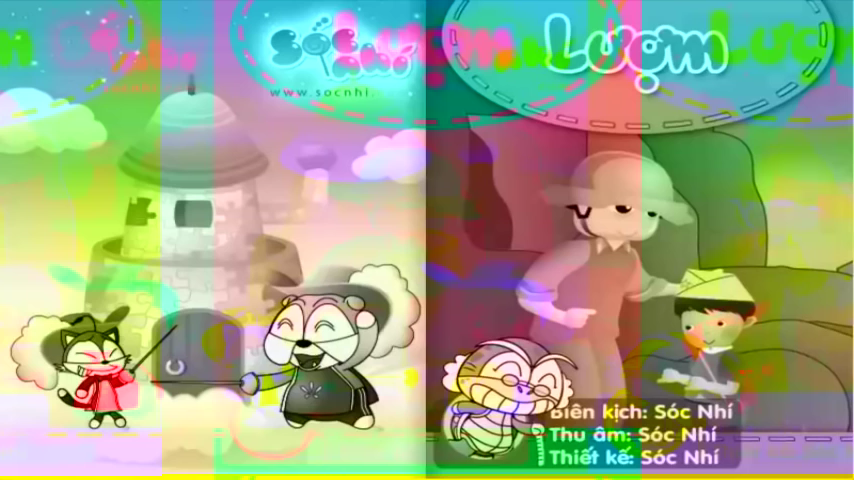 Sóc Nhí
www.socnhi.
Lượm
Biên kịch: Sóc Nhí
Thu âm: Sóc Nhí
Thiết kế: Sóc Nhí